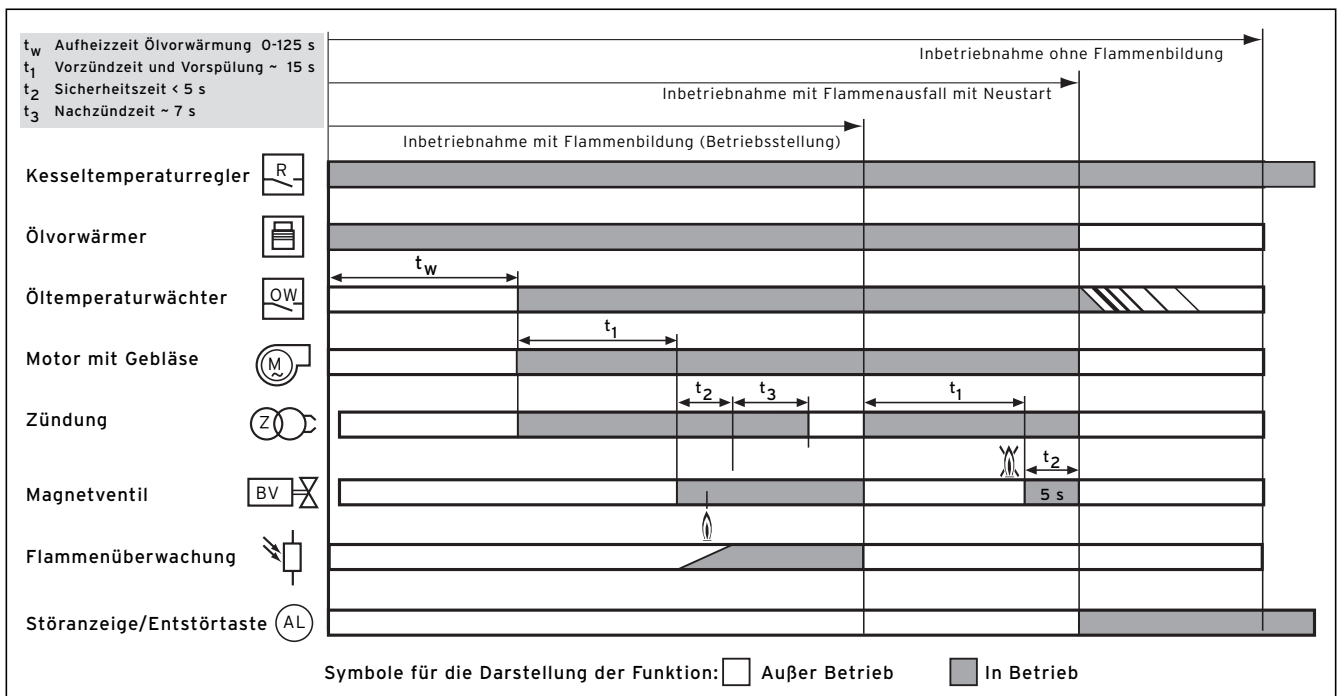 tW Aufheizzeit Ölvorwärmung 0-125 s
t1 Vorzündzeit und Vorspülung ~ 15 s
t2 Sicherheitszeit < 5 s
t3 Nachzündzeit ~ 7 s
Inbetriebnahme ohne Flammenbildung
Inbetriebnahme mit Flammenausfall mit Neustart
Inbetriebnahme mit Flammenbildung (Betriebsstellung)
Kesseltemperaturregler R
Ölvorwärmer
tW
Öltemperaturwächter OW
t1
Motor mit Gebläse M ~
t2 t3 t1
Zündung Z
t2
Magnetventil BV 5 s
Flammenüberwachung
Störanzeige/Entstörtaste AL
Symbole für die Darstellung der Funktion: Außer Betrieb In Betrieb